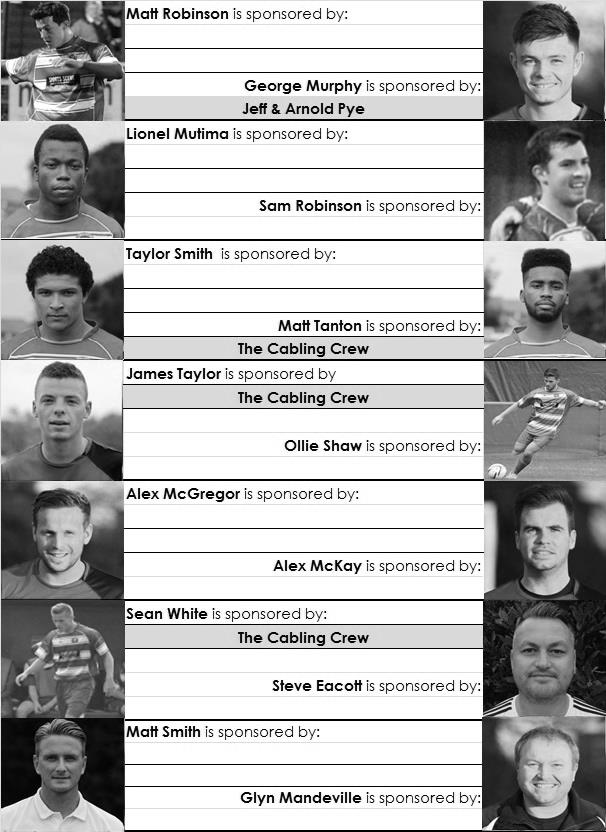 Matt Robinson is sponsored by:
George Murphy is sponsored by:
Jeff & Arnold Pye
Lionel Mutima is sponsored by:
Sam Robinson is sponsored by:
Taylor Smith is sponsored by:
Matt Tanton is sponsored by:
The Cabling Crew
James Taylor is sponsored by
The Cabling Crew
Ollie Shaw is sponsored by:
Alex McGregor is sponsored by:
Alex McKay is sponsored by:
Sean White is sponsored by:
The Cabling Crew
Steve Eacott is sponsored by:
Matt Smith is sponsored by:
Glyn Mandeville is sponsored by: